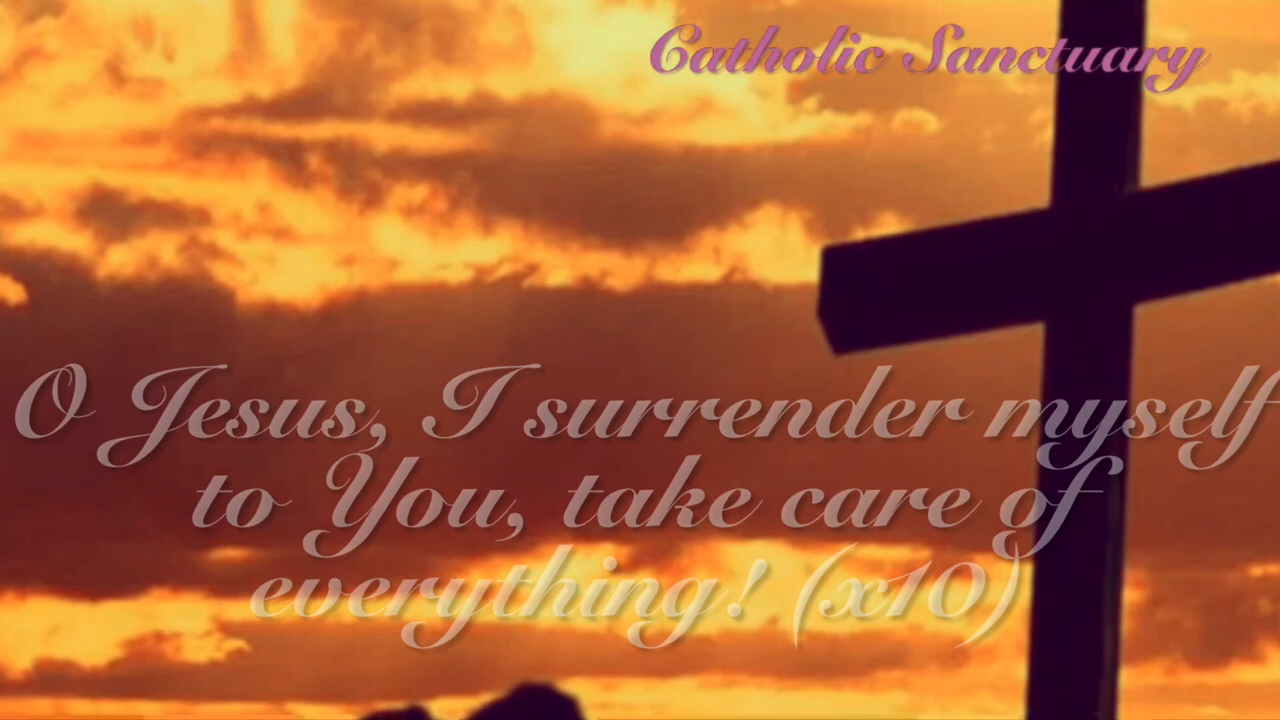 Catholic Sanctuary
O Jesus, I surrender myself
to You, take care of
everything! (x10)